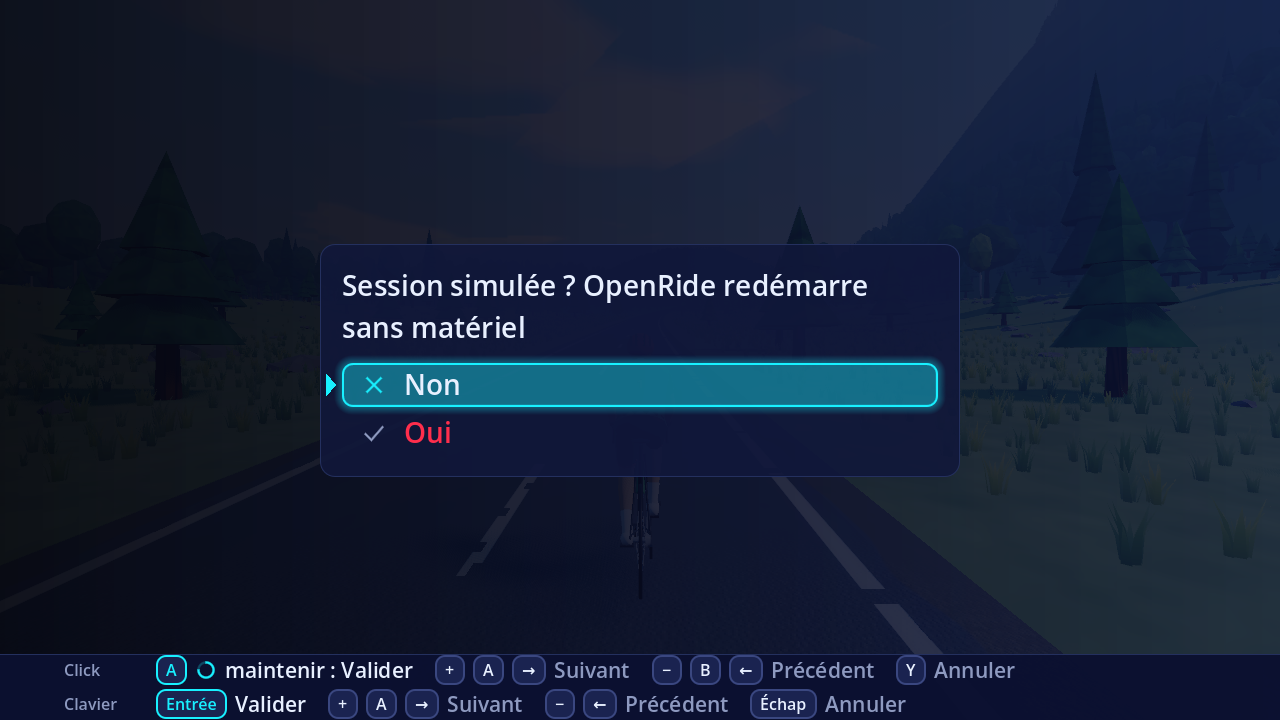 Session simulée ? OpenRide redémarre
sans matériel
Non
Oui
Click A maintenir : Valider + A → Suivant − B ← Précédent Y Annuler
Clavier Entrée Valider + A → Suivant − ← Précédent Échap Annuler